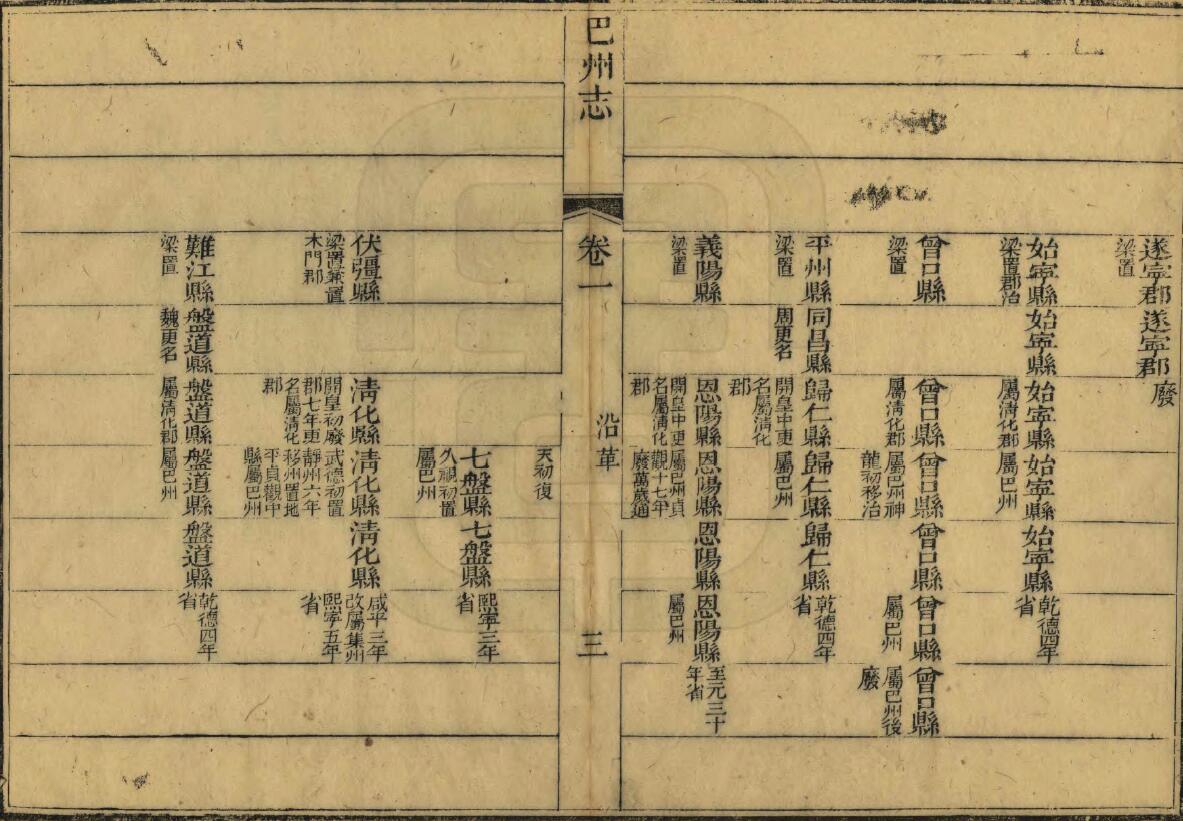 遂寧郡
梁置
遂寧郡
廢
始寧縣
梁置郡治
始寧縣
始寧縣
屬清化郡
始寧縣
屬巴州
始寧縣
乾德四年
省
曾口縣
梁置
曾口縣
屬清化郡
曾口縣
屬巴州神
龍初移治
曾口縣
曾口縣
屬巴州
曾口縣
屬巴州後
廢
平州縣
梁置
同昌縣
周更名
歸仁縣
開皇中更
名屬清化
郡
歸仁縣
屬巴州
歸仁縣
乾德四年
省
義陽縣
梁置
恩陽縣
開皇中更
名屬清化
郡
恩陽縣
屬巴州貞
觀十七年
廢萬歲通
恩陽縣
恩陽縣
屬巴州
至元三十
年省
巴州志
卷一
沿革
三
天初復
七盤縣
久視初置
屬巴州
七盤縣
熙寧三年
省
伏彊縣
梁置兼置
木門郡
清化縣
開皇初廢
郡七年更
名屬清化
郡
清化縣
武德初置
靜州六年
移州置地
平貞觀中
縣屬巴州
清化縣
咸平三年
改屬集州
熙寧五年
省
難江縣
梁置
盤道縣
魏更名
盤道縣
屬清化郡
盤道縣
屬巴州
盤道縣
乾德四年
省